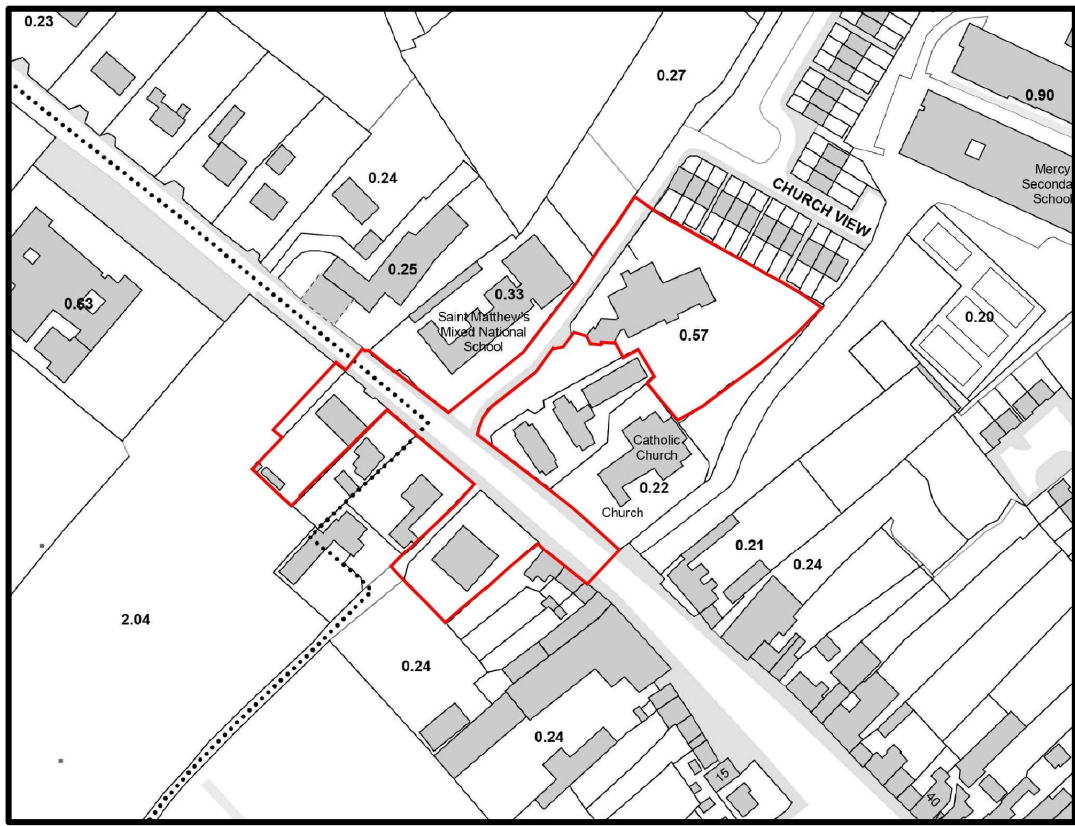 0.23
0.27
0.90
Mercy
Seconda
School
0.24
CHURCH VIEW
0.25
0.63
0.33
Saint Matthew's
Mixed National
School
0.57
0.20
Catholic
Church
0.22
Church
0.21
0.24
2.04
0.24
0.24
15
40